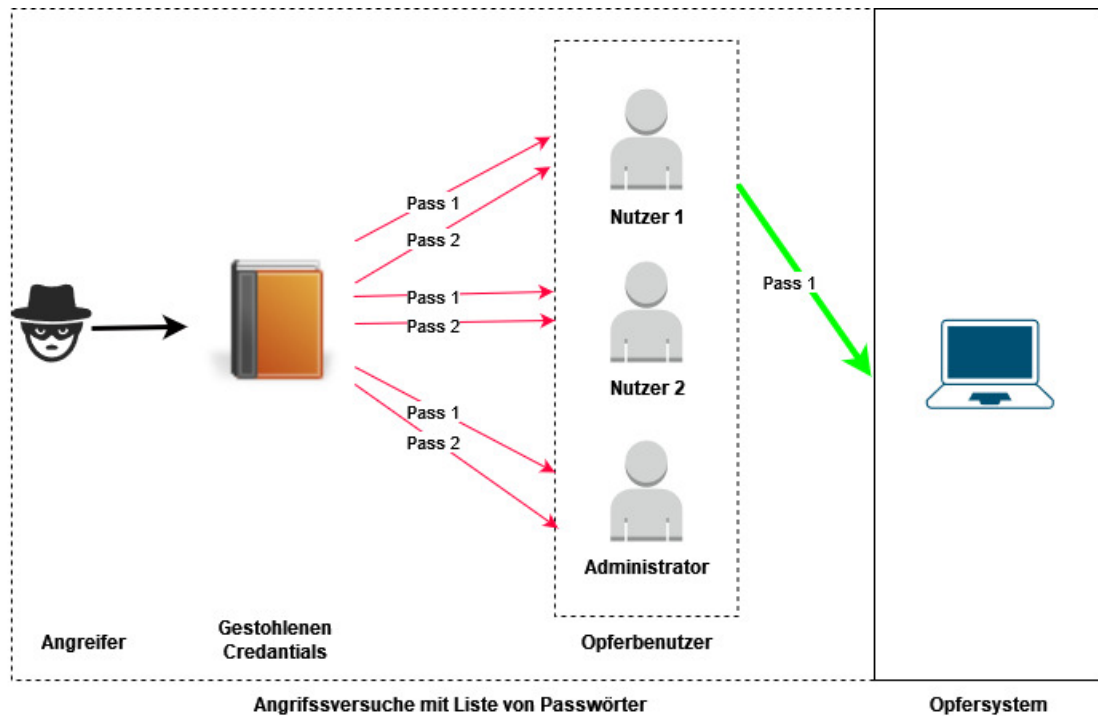 Pass 1
Pass 2
Nutzer 1
Pass 1
Pass 1
Pass 2
Nutzer 2
Pass 1
Pass 2
Administrator
Angreifer
Gestohlenen
Credantials
Opferbenutzer
Angrifssversuche mit Liste von Passwörter
Opfersystem